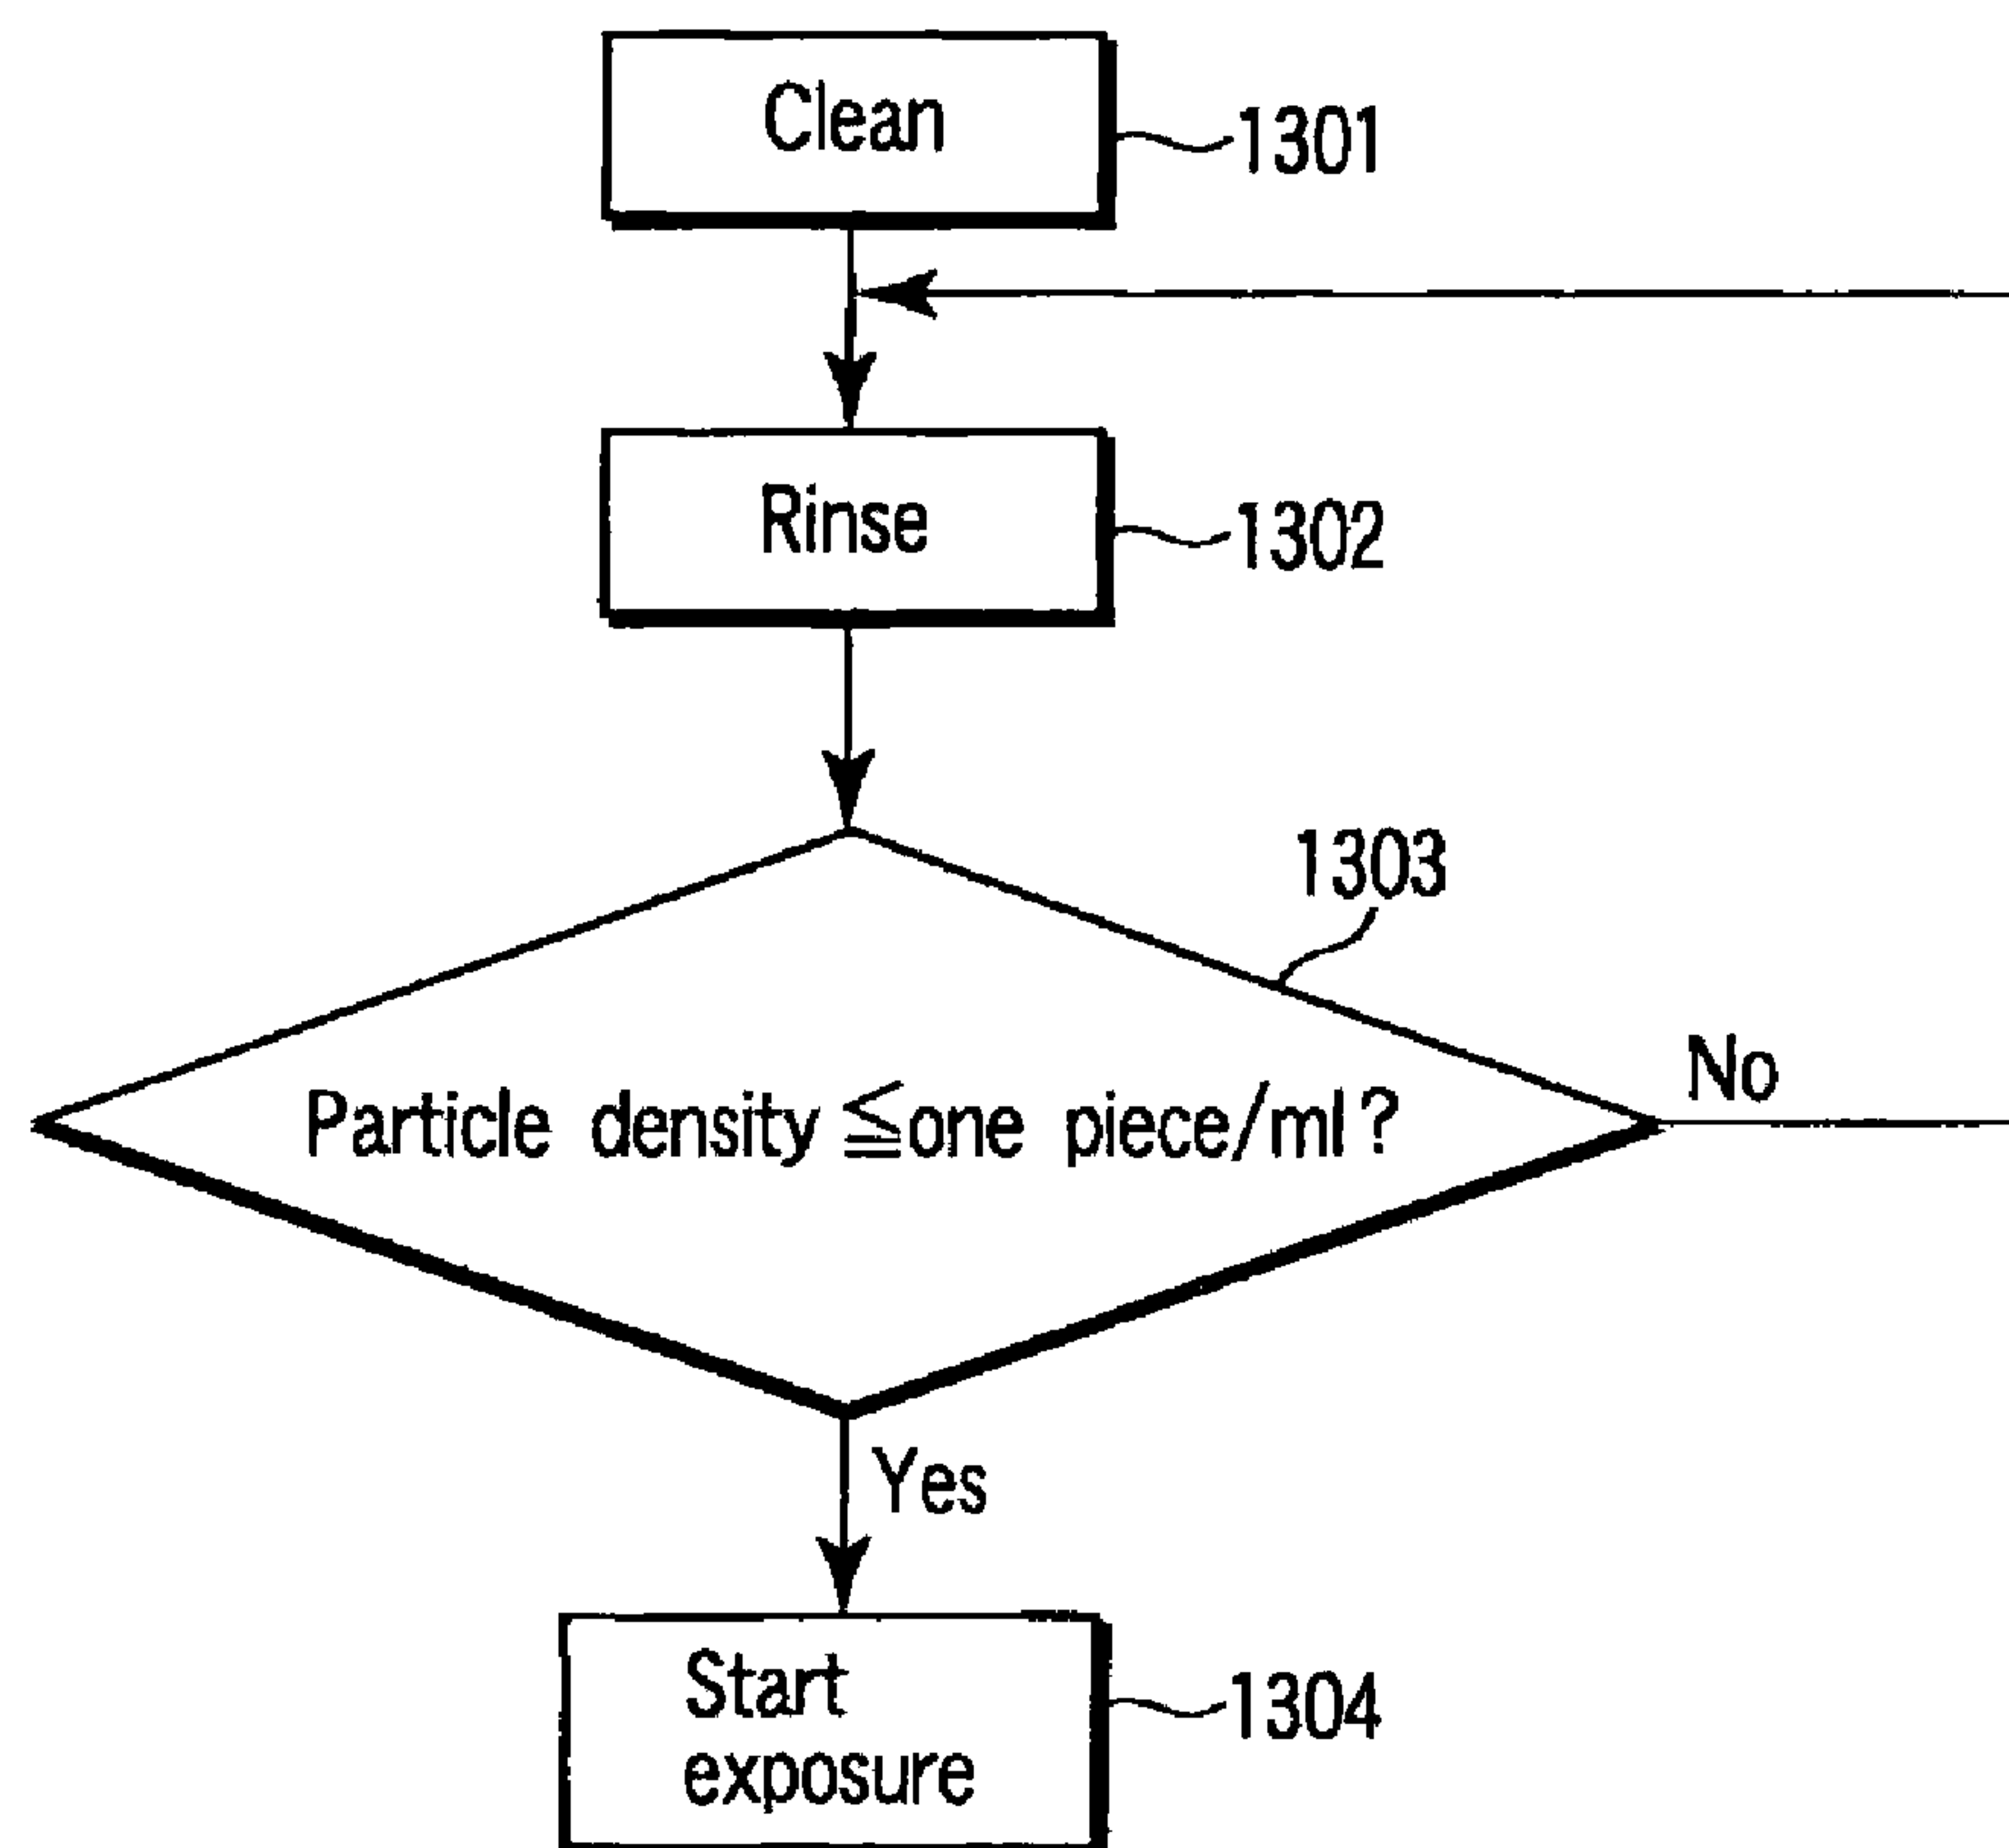 Clean
1301
Rinse
1302
1303
Particle density ≦one piece/ml?
No
Yes
Start
exposure
1304